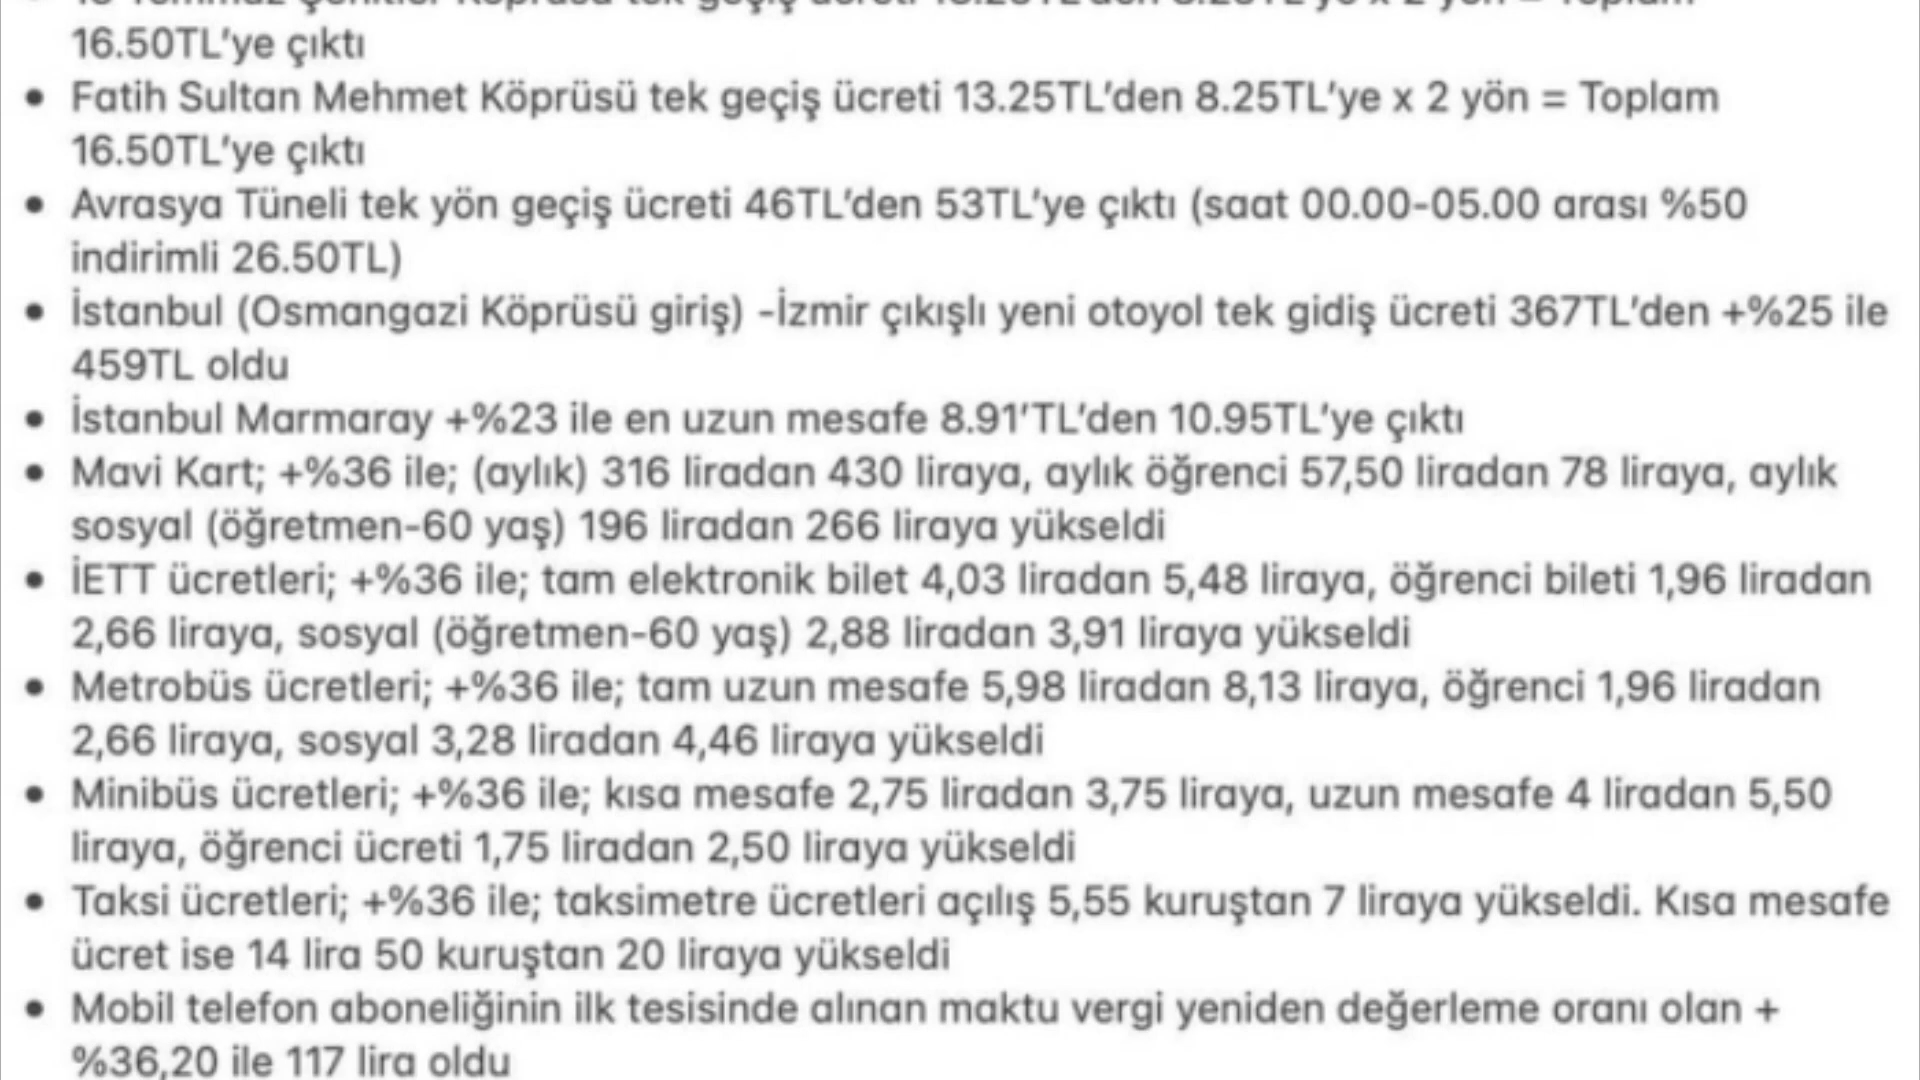 16.50TL'ye çıktı
• Fatih Sultan Mehmet Köprüsü tek geçiş ücreti 13.25TL'den 8.25TL'ye x 2 yön = Toplam
16.50TL'ye çıktı
• Avrasya Tüneli tek yön geçiş ücreti 46TL'den 53TL'ye çıktı (saat 00.00-05.00 arası %50
indirimli 26.50TL)
• İstanbul (Osmangazi Köprüsü giriş) -İzmir çıkışlı yeni otoyol tek gidiş ücreti 367TL'den +%25 ile
459TL oldu
• İstanbul Marmaray +%23 ile en uzun mesafe 8.91'TL'den 10.95TL'ye çıktı
• Mavi Kart; +%36 ile; (aylık) 316 liradan 430 liraya, aylık öğrenci 57,50 liradan 78 liraya, aylık
sosyal (öğretmen-60 yaş) 196 liradan 266 liraya yükseldi
• İETT ücretleri; +%36 ile; tam elektronik bilet 4,03 liradan 5,48 liraya, öğrenci bileti 1,96 liradan
2,66 liraya, sosyal (öğretmen-60 yaş) 2,88 liradan 3,91 liraya yükseldi
• Metrobüs ücretleri; +%36 ile; tam uzun mesafe 5,98 liradan 8,13 liraya, öğrenci 1,96 liradan
2,66 liraya, sosyal 3,28 liradan 4,46 liraya yükseldi
• Minibüs ücretleri; +%36 ile; kısa mesafe 2,75 liradan 3,75 liraya, uzun mesafe 4 liradan 5,50
liraya, öğrenci ücreti 1,75 liradan 2,50 liraya yükseldi
• Taksi ücretleri; +%36 ile; taksimetre ücretleri açılış 5,55 kuruştan 7 liraya yükseldi. Kısa mesafe
ücret ise 14 lira 50 kuruştan 20 liraya yükseldi
• Mobil telefon aboneliğinin ilk tesisinde alınan maktu vergi yeniden değerleme oranı olan +
%36,20 ile 117 lira oldu